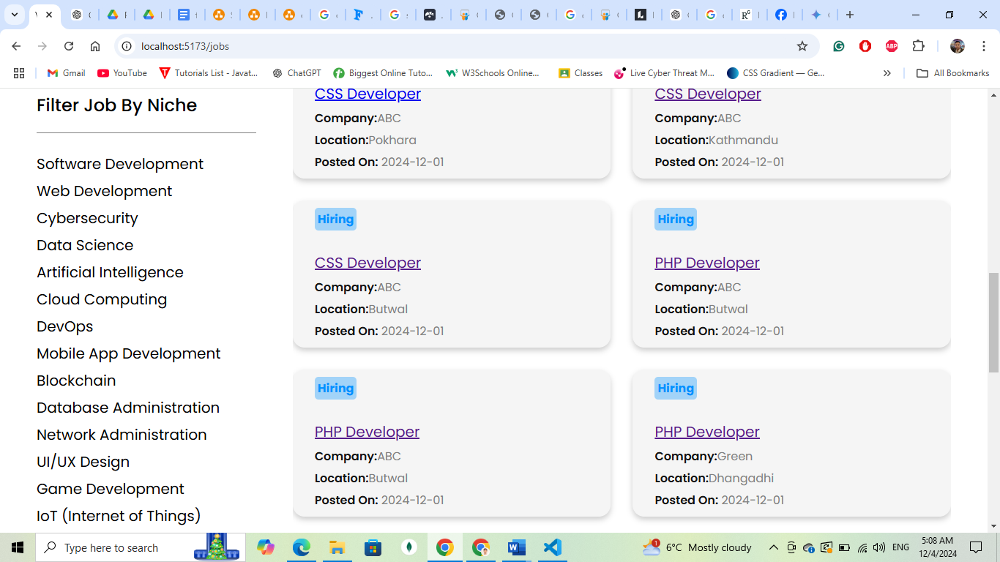 localhost:5173/jobs
Gmail
YouTube
Tutorials List - Javat...
ChatGPT
Biggest Online Tuto...
W3Schools Online...
Classes
Live Cyber Threat M...
CSS Gradient — Ge...
»
All Bookmarks
Filter Job By Niche
Software Development
Web Development
Cybersecurity
Data Science
Artificial Intelligence
Cloud Computing
DevOps
Mobile App Development
Blockchain
Database Administration
Network Administration
UI/UX Design
Game Development
IoT (Internet of Things)
CSS Developer
Company:ABC
Location:Pokhara
Posted On: 2024-12-01
CSS Developer
Company:ABC
Location:Kathmandu
Posted On: 2024-12-01
Hiring
CSS Developer
Company:ABC
Location:Butwal
Posted On: 2024-12-01
Hiring
PHP Developer
Company:ABC
Location:Butwal
Posted On: 2024-12-01
Hiring
PHP Developer
Company:ABC
Location:Butwal
Posted On: 2024-12-01
Hiring
PHP Developer
Company:Green
Location:Dhangadhi
Posted On: 2024-12-01
Type here to search
6°C Mostly cloudy
ENG
5:08 AM
12/4/2024